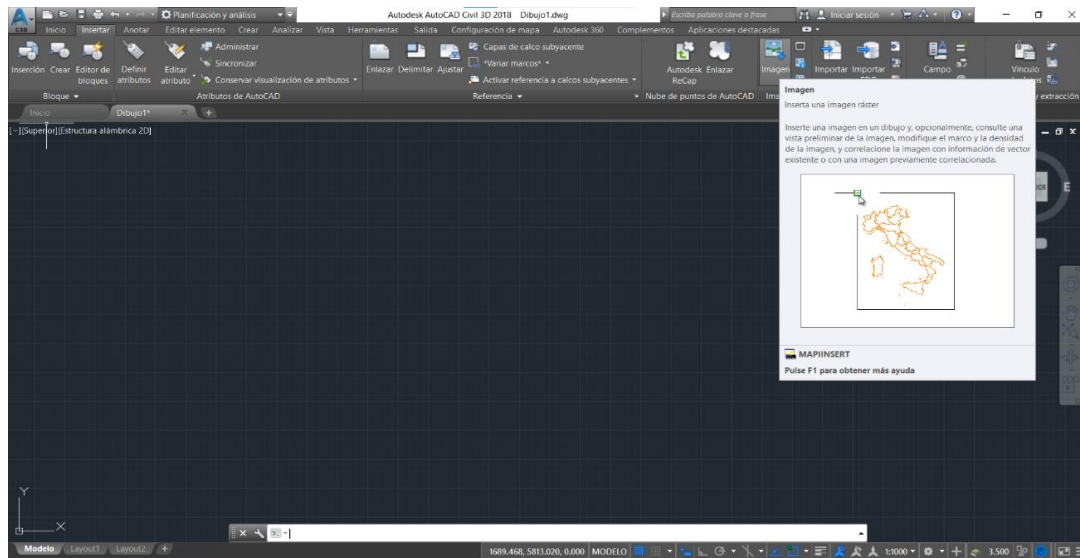 Planificación y análisis
Autodesk AutoCAD Civil 3D 2018 Dibujo1.dwg
Escriba palabra clave o frase
Iniciar sesión
C3D
Inicio Insertar Anotar Editar elemento Crear Analizar Vista Herramientas Salida Configuración de mapa Autodesk 360 Complementos Aplicaciones destacadas
Inserción Crear Editor de bloques
Definir atributos
Editar atributo
Administrar
Sincronizar
Conservar visualización de atributos
Enlazar Delimitar Ajustar
Capas de calco subyacente
*Variar marcos*
Activar referencia a calcos subyacentes
Autodesk ReCap
Enlazar
Imagen
Importar Importar
Campo
Vínculo
Bloque
Atributos de AutoCAD
Referencia
Nube de puntos de AutoCAD
y extracción
Inicio
Dibujo1*
[−][Superior][Estructura alámbrica 2D]
Imagen
Inserta una imagen ráster
Inserte una imagen en un dibujo y, opcionalmente, consulte una
vista preliminar de la imagen, modifique el marco y la densidad
de la imagen, y correlacione la imagen con información de vector
existente o con una imagen previamente correlacionada.
MAPIINSERT
Pulse F1 para obtener más ayuda
E
Y
X
Modelo Layout1 Layout2
1689.468, 5813.020, 0.000 MODELO
1:1000
3.500